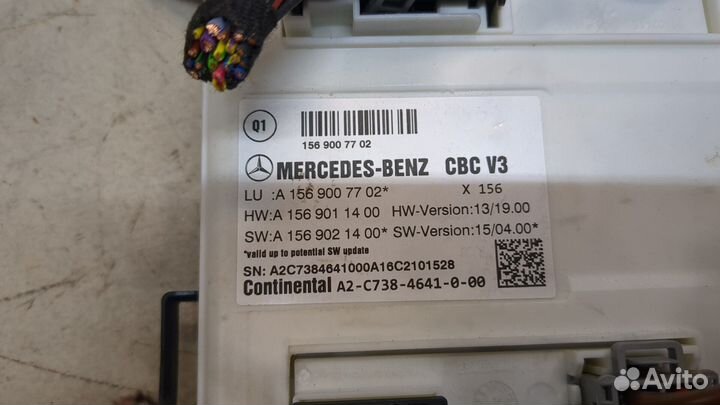 Q1
156 900 77 02
MERCEDES-BENZ CBC V3
LU :A 156 900 77 02* X 156
HW:A 156 901 14 00 HW-Version:13/19.00
SW:A 156 902 14 00* SW-Version:15/04.00*
*valid up to potential SW update
SN: A2C7384641000A16C2101528
Continental A2-C738-4641-0-00
Avito